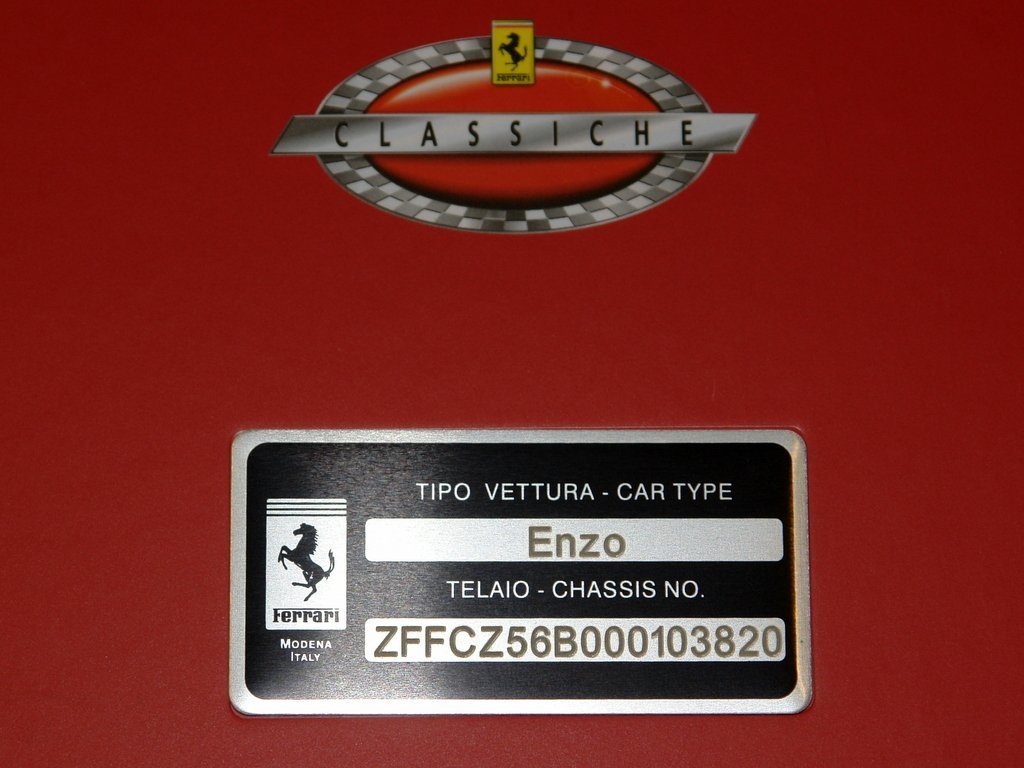 Ferrari
CLASSICHE
TIPO VETTURA - CAR TYPE
Enzo
TELAIO - CHASSIS NO.
ZFFCZ56B000103820
Ferrari
MODENA
ITALY